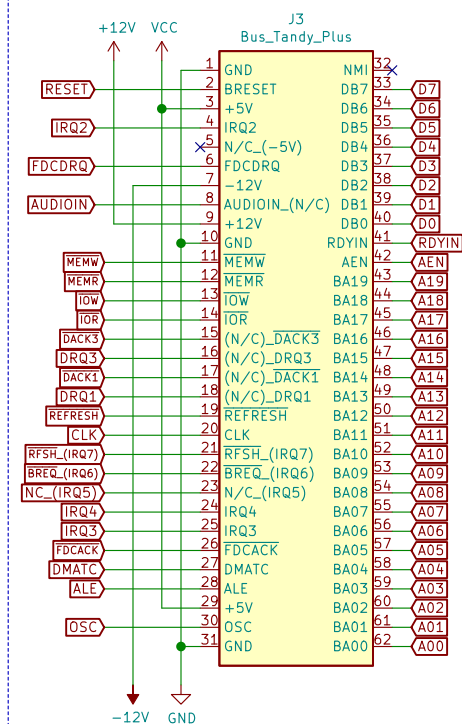 J3
Bus_Tandy_Plus
+12V VCC
1 GND NMI 32
RESET 2 BRESET DB7 33 D7
3 +5V DB6 34 D6
IRQ2 4 IRQ2 DB5 35 D5
5 N/C_(-5V) DB4 36 D4
FDCDRQ 6 FDCDRQ DB3 37 D3
7 -12V DB2 38 D2
AUDIOIN 8 AUDIOIN_(N/C) DB1 39 D1
9 +12V DB0 40 D0
10 GND RDYIN 41 RDYIN
MEMW 11 MEMW AEN 42 AEN
MEMR 12 MEMR BA19 43 A19
IOW 13 IOW BA18 44 A18
IOR 14 IOR BA17 45 A17
DACK3 15 (N/C)_DACK3 BA16 46 A16
DRQ3 16 (N/C)_DRQ3 BA15 47 A15
DACK1 17 (N/C)_DACK1 BA14 48 A14
DRQ1 18 (N/C)_DRQ1 BA13 49 A13
REFRESH 19 REFRESH BA12 50 A12
CLK 20 CLK BA11 51 A11
RFSH_(IRQ7) 21 RFSH_(IRQ7) BA10 52 A10
BREQ_(IRQ6) 22 BREQ_(IRQ6) BA09 53 A09
NC_(IRQ5) 23 N/C_(IRQ5) BA08 54 A08
IRQ4 24 IRQ4 BA07 55 A07
IRQ3 25 IRQ3 BA06 56 A06
FDCACK 26 FDCACK BA05 57 A05
DMATC 27 DMATC BA04 58 A04
ALE 28 ALE BA03 59 A03
29 +5V BA02 60 A02
OSC 30 OSC BA01 61 A01
31 GND BA00 62 A00
-12V GND